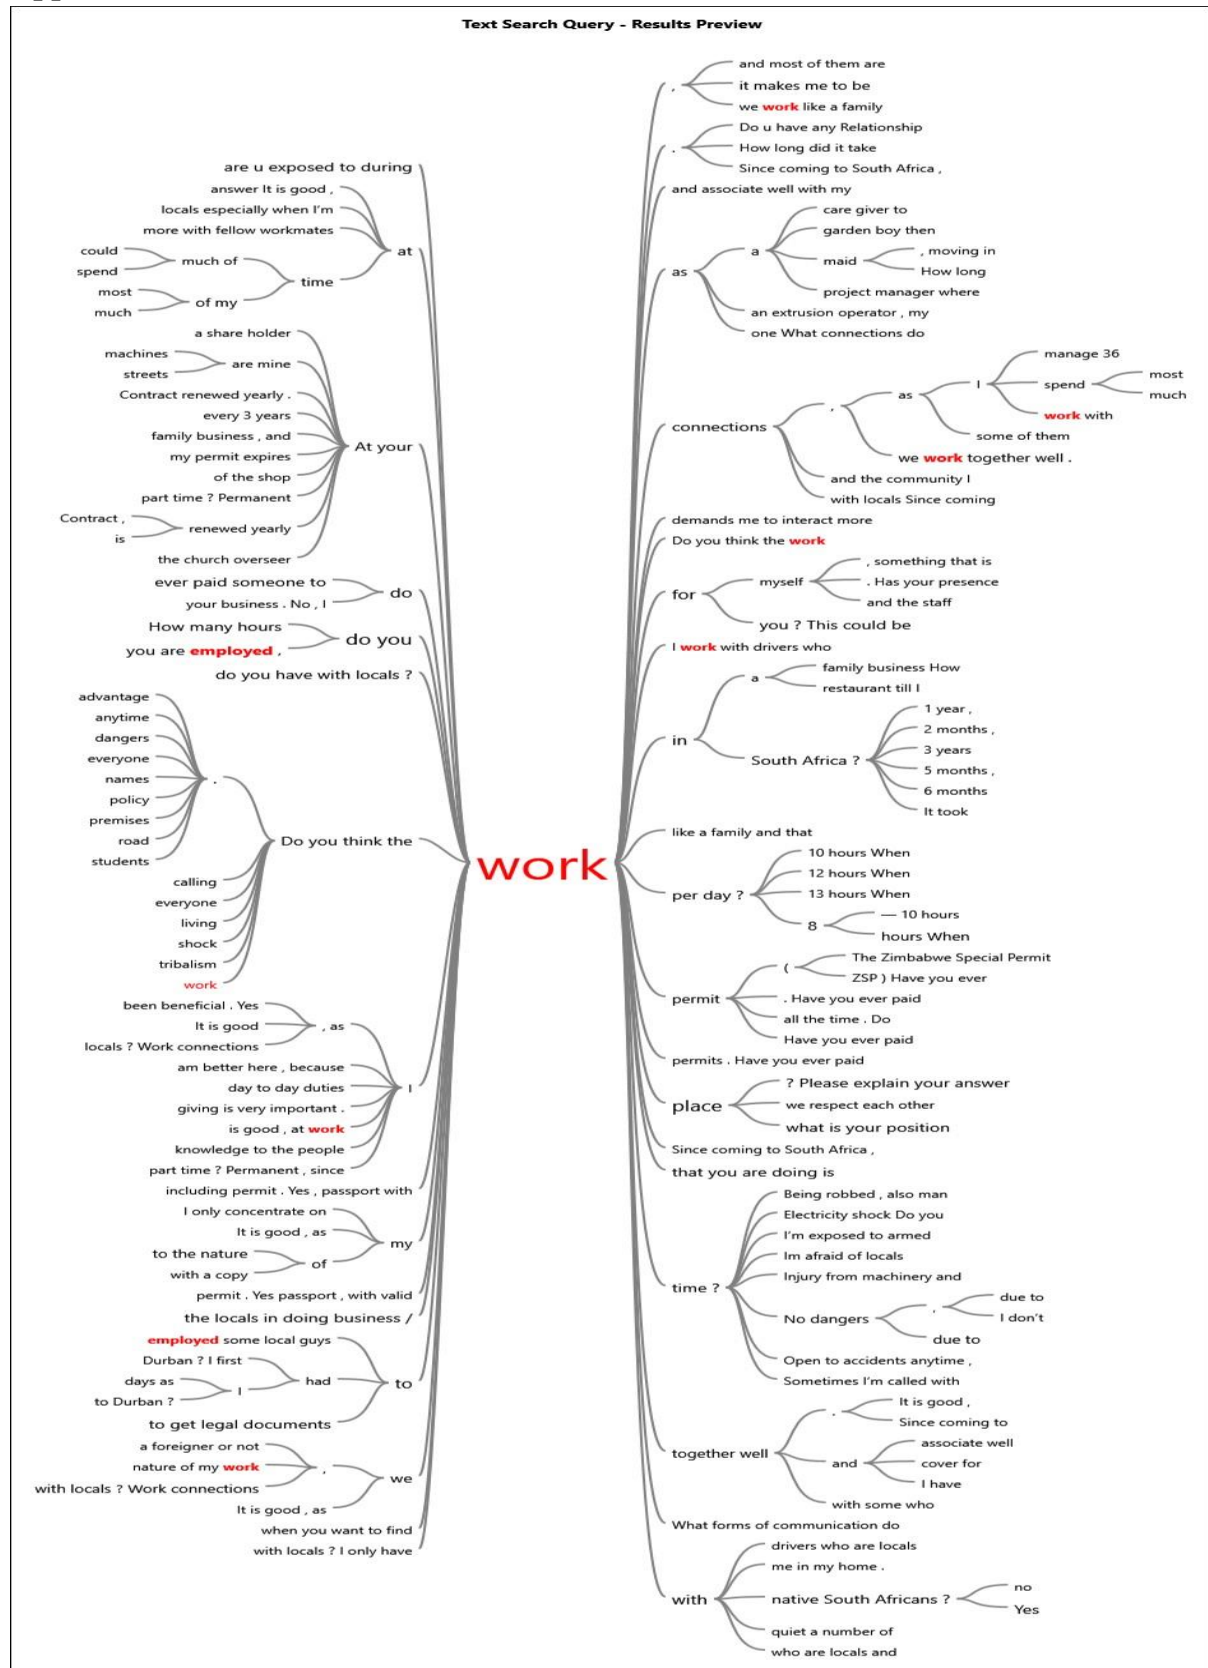 Text Search Query - Results Preview
are u exposed to during
answer It is good ,
locals especially when I'm
more with fellow workmates
could
spend
much of
most
much
of my
time
at
a share holder
machines
streets
are mine
Contract renewed yearly .
every 3 years
family business , and
my permit expires
of the shop
part time ? Permanent
Contract ,
is
renewed yearly
the church overseer
At your
ever paid someone to
your business . No , I
do
How many hours
you are employed ,
do you
do you have with locals ?
advantage
anytime
dangers
everyone
names
policy
premises
road
students
.
calling
everyone
living
shock
tribalism
work
Do you think the
been beneficial . Yes
It is good
locals ? Work connections
, as
am better here , because
day to day duties
giving is very important .
is good , at work
knowledge to the people
part time ? Permanent , since
I
including permit . Yes , passport with
I only concentrate on
It is good , as
to the nature
with a copy
of
my
permit . Yes passport , with valid
the locals in doing business /
employed some local guys
Durban ? I first
days as
to Durban ?
I
had
to get legal documents
to
a foreigner or not
nature of my work
with locals ? Work connections
,
It is good , as
we
when you want to find
with locals ? I only have
work
,
and most of them are
it makes me to be
we work like a family
.
Do u have any Relationship
How long did it take
Since coming to South Africa ,
and associate well with my
as
a
care giver to
garden boy then
maid
, moving in
How long
project manager where
an extrusion operator , my
one What connections do
connections
,
as
I
manage 36
spend
most
much
work with
some of them
we work together well .
and the community I
with locals Since coming
demands me to interact more
Do you think the work
for
myself
, something that is
. Has your presence
and the staff
you ? This could be
I work with drivers who
in
a
family business How
restaurant till I
South Africa ?
1 year ,
2 months ,
3 years
5 months ,
6 months
It took
like a family and that
per day ?
10 hours When
12 hours When
13 hours When
8
— 10 hours
hours When
permit
(
The Zimbabwe Special Permit
ZSP ) Have you ever
. Have you ever paid
all the time . Do
Have you ever paid
permits . Have you ever paid
place
? Please explain your answer
we respect each other
what is your position
Since coming to South Africa ,
that you are doing is
time ?
Being robbed , also man
Electricity shock Do you
I'm exposed to armed
Im afraid of locals
Injury from machinery and
No dangers
,
due to
I don't
due to
Open to accidents anytime ,
Sometimes I'm called with
together well
.
It is good ,
Since coming to
and
associate well
cover for
I have
with some who
What forms of communication do
with
drivers who are locals
me in my home .
native South Africans ?
no
Yes
quiet a number of
who are locals and